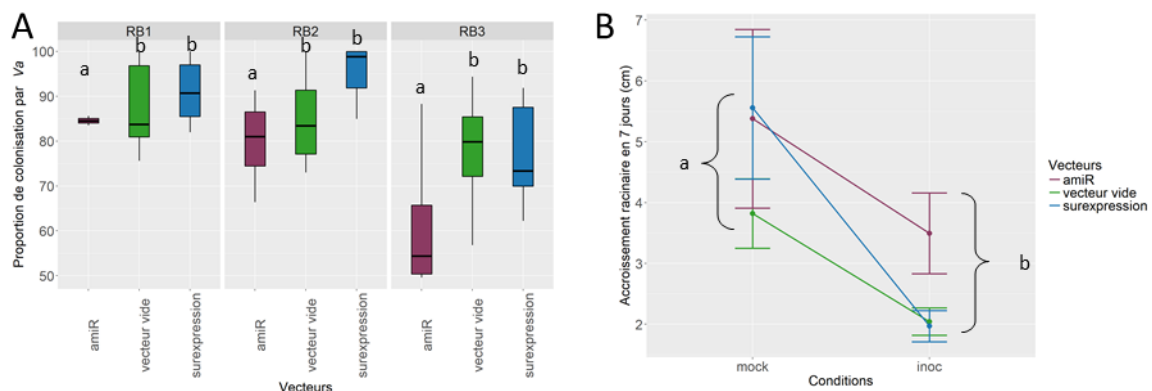 A
RB1
RB2
RB3
Proportion de colonisation par Va
100
90
80
70
60
50
a
b
b
a
b
b
a
b
b
amiR
vecteur vide
surexpression
amiR
vecteur vide
surexpression
amiR
vecteur vide
surexpression
Vecteurs
B
Accroissement racinaire en 7 jours (cm)
7
6
5
4
3
2
a
b
mock
inoc
Conditions
Vecteurs
amiR
vecteur vide
surexpression